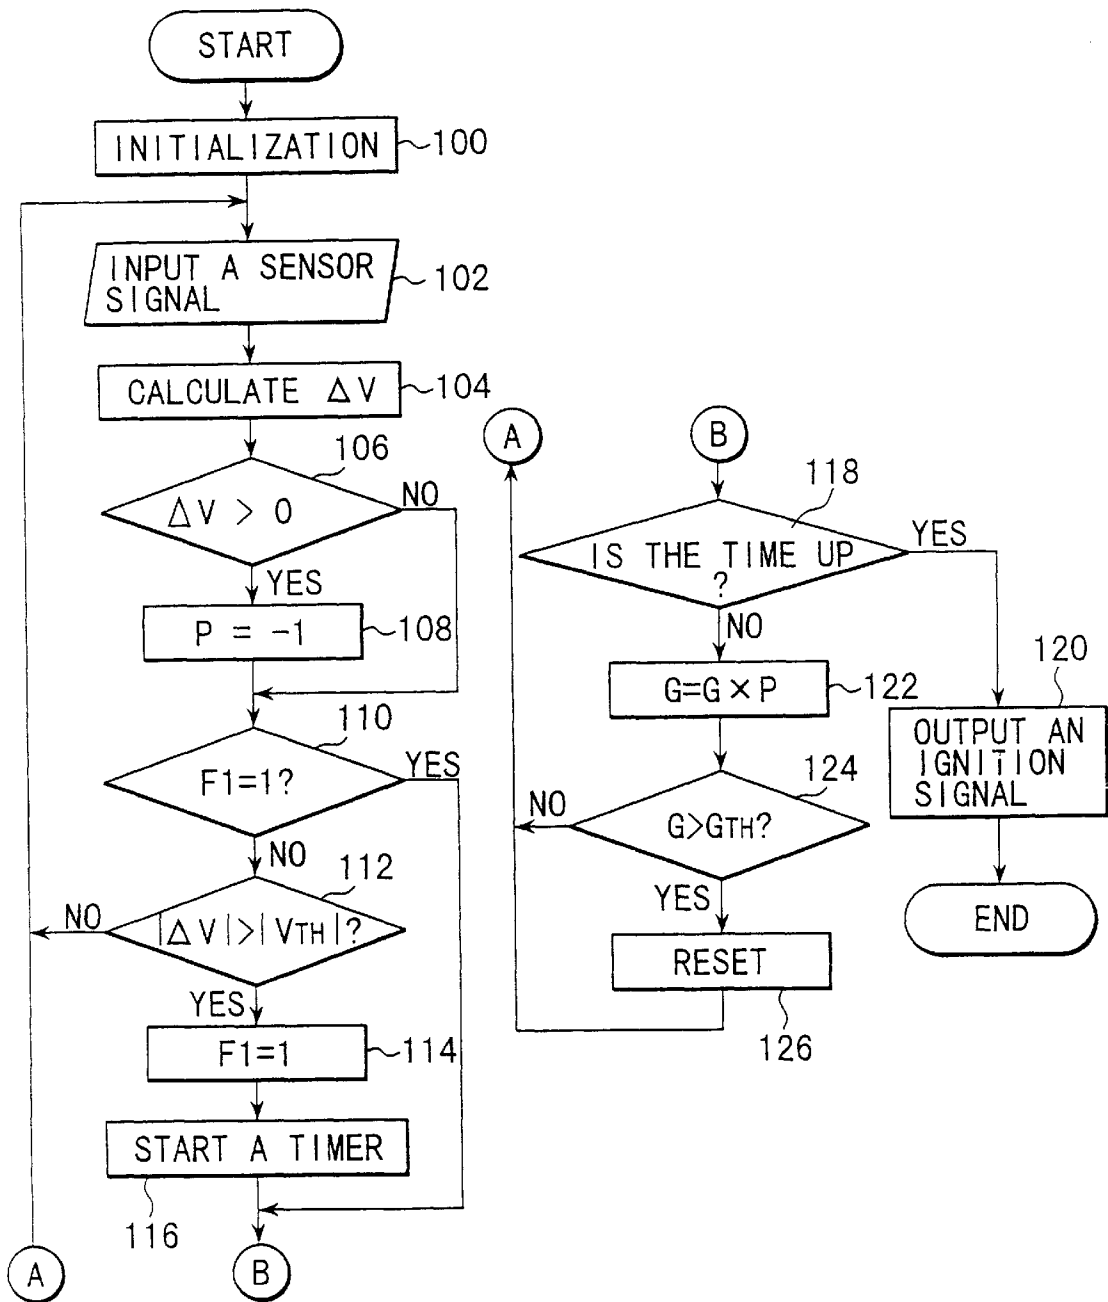 START
INITIALIZATION
100
INPUT A SENSOR
SIGNAL
102
CALCULATE ΔV
104
106
ΔV > 0
NO
YES
P = -1
108
110
F1=1?
YES
NO
112
|ΔV|>|VTH|?
NO
YES
F1=1
114
START A TIMER
116
A
B
A
B
118
IS THE TIME UP
?
YES
NO
G=G×P
122
120
OUTPUT AN
IGNITION
SIGNAL
124
G>GTH?
NO
YES
END
RESET
126